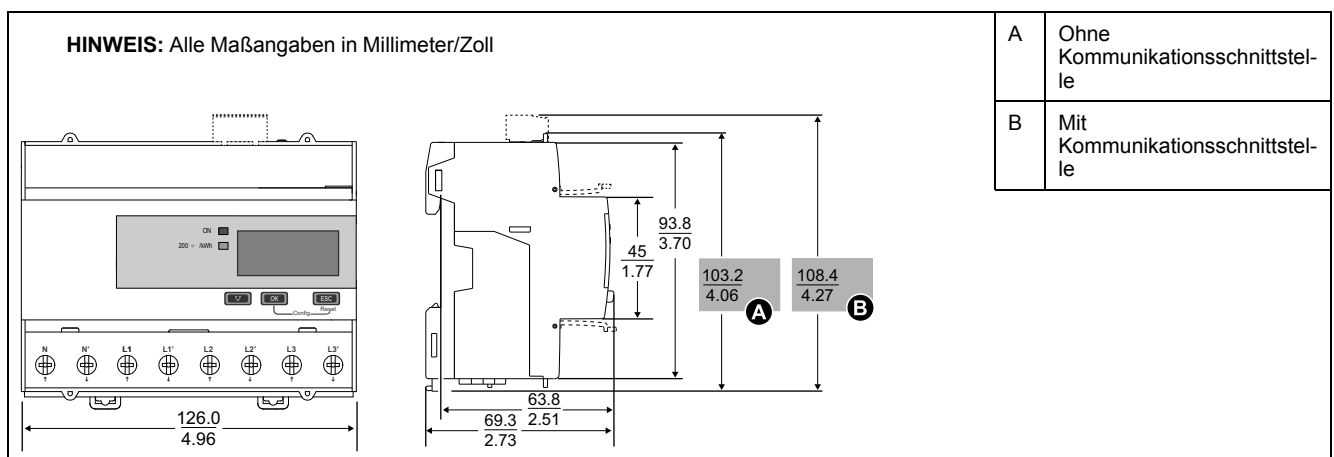 HINWEIS: Alle Maßangaben in Millimeter/Zoll
A
Ohne
Kommunikationsschnittstel-
le
B
Mit
Kommunikationsschnittstel-
le
ON
200 /kWh
OK
ESC
Config
Reset
N N' L1 L1' L2 L2' L3 L3'
126.0
4.96
45
1.77
93.8
3.70
103.2
4.06
A
108.4
4.27
B
63.8
2.51
69.3
2.73